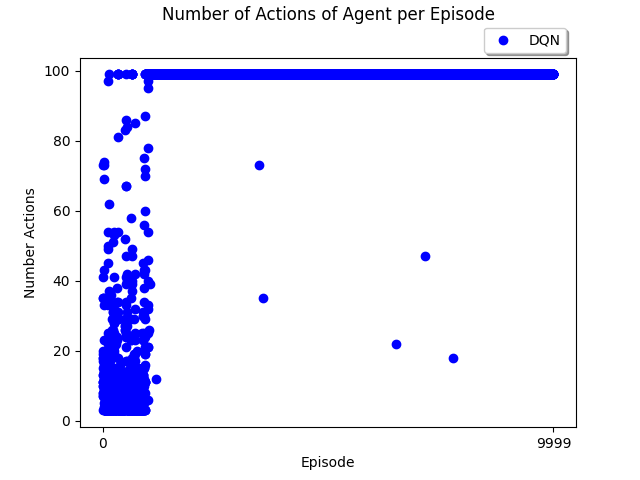 Number of Actions of Agent per Episode
DQN
100
80
60
40
20
0
Number Actions
0 9999
Episode